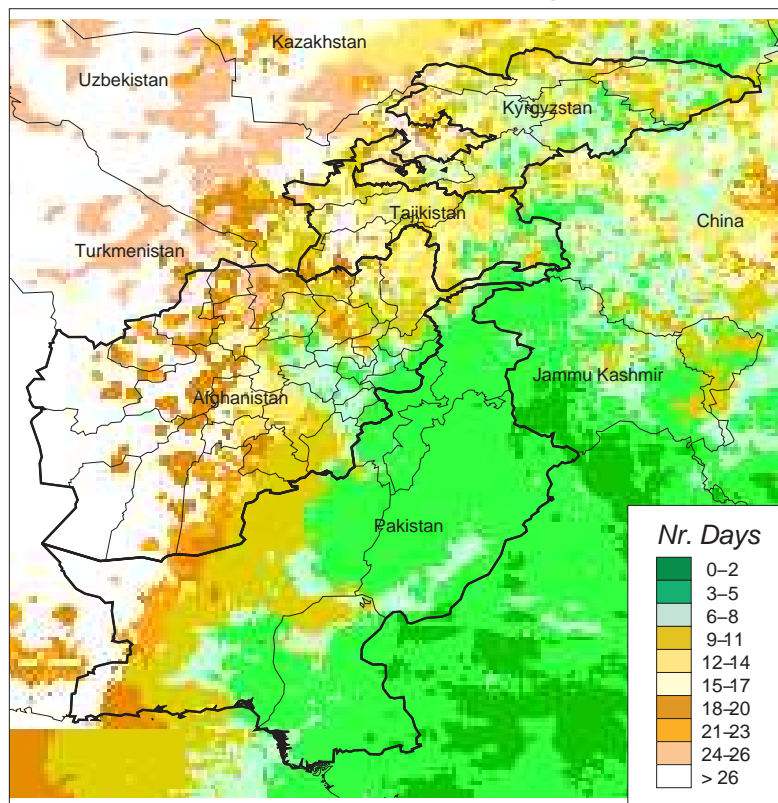 Kazakhstan
Uzbekistan
Kyrgyzstan
Tajikistan
China
Turkmenistan
Jammu Kashmir
Afghanistan
Pakistan
Nr. Days
0–2
3–5
6–8
9–11
12–14
15–17
18–20
21–23
24–26
> 26